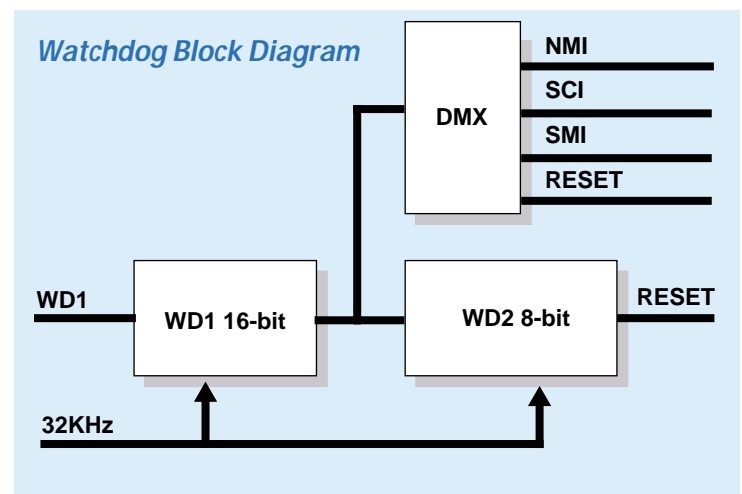 Watchdog Block Diagram
NMI
SCI
DMX
SMI
RESET
WD1
WD1 16-bit
WD2 8-bit
RESET
32KHz